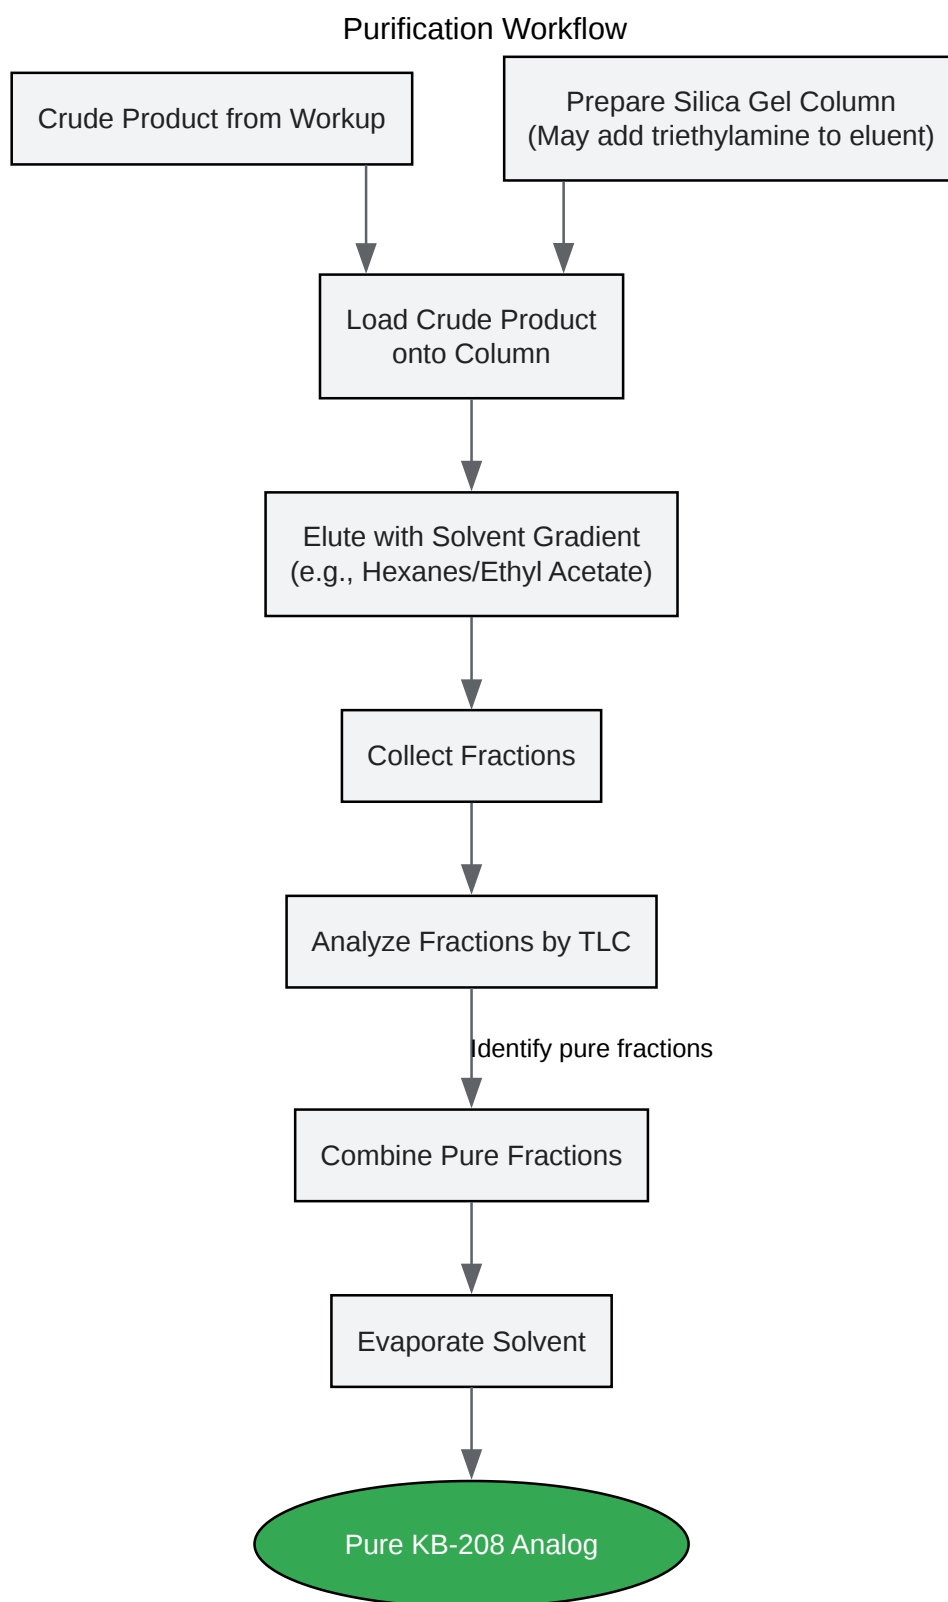 Purification Workflow
Crude Product from Workup
Prepare Silica Gel Column
(May add triethylamine to eluent)
Load Crude Product
onto Column
Elute with Solvent Gradient
(e.g., Hexanes/Ethyl Acetate)
Collect Fractions
Analyze Fractions by TLC
Identify pure fractions
Combine Pure Fractions
Evaporate Solvent
Pure KB-208 Analog